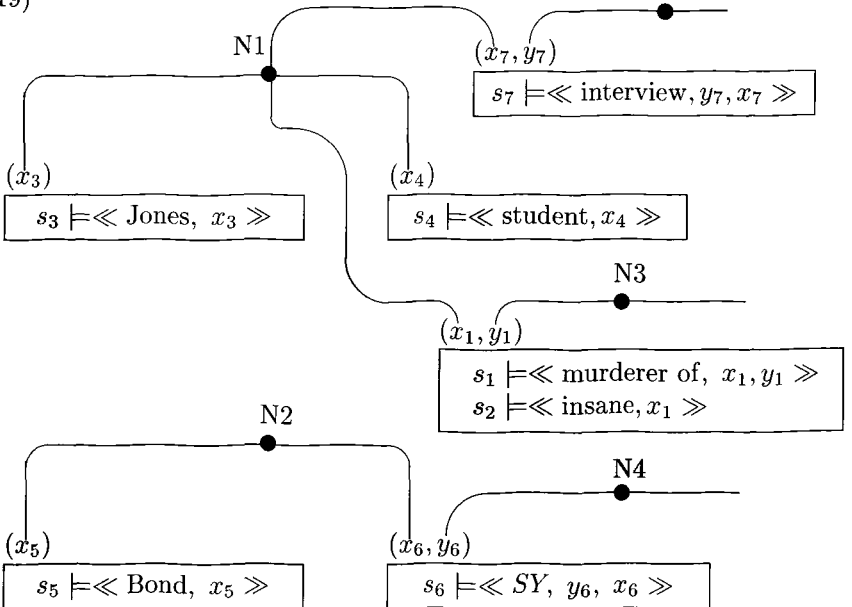 19)
N1
(x₇, y₇)
s₇ ⊨≪ interview, y₇, x₇ ≫
(x₃)
(x₄)
s₃ ⊨≪ Jones, x₃ ≫
s₄ ⊨≪ student, x₄ ≫
N3
(x₁, y₁)
s₁ ⊨≪ murderer of, x₁, y₁ ≫
s₂ ⊨≪ insane, x₁ ≫
N2
N4
(x₅)
(x₆, y₆)
s₅ ⊨≪ Bond, x₅ ≫
s₆ ⊨≪ SY, y₆, x₆ ≫